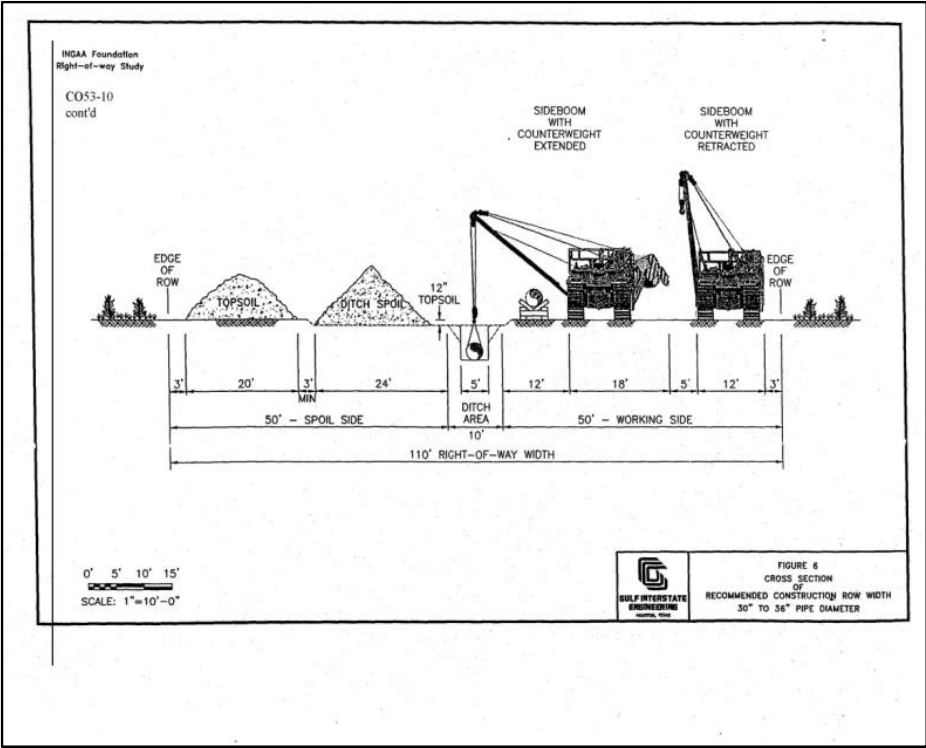 INGAA Foundation
Right-of-way Study
CO53-10
cont'd
SIDEBOOM
WITH
COUNTERWEIGHT
EXTENDED
SIDEBOOM
WITH
COUNTERWEIGHT
RETRACTED
EDGE
OF
ROW
TOPSOIL
DITCH SPOIL
12"
TOPSOIL
EDGE
OF
ROW
3' 20' 3' 24' 5' 12' 18' 5' 12' 3'
MIN
50' - SPOIL SIDE
DITCH
AREA
10'
50' - WORKING SIDE
110' RIGHT-OF-WAY WIDTH
0' 5' 10' 15'
SCALE: 1"=10'-0"
GULF INTERSTATE
ENGINEERING
HOUSTON, TEXAS
FIGURE 6
CROSS SECTION
OF
RECOMMENDED CONSTRUCTION ROW WIDTH
30" TO 36" PIPE DIAMETER